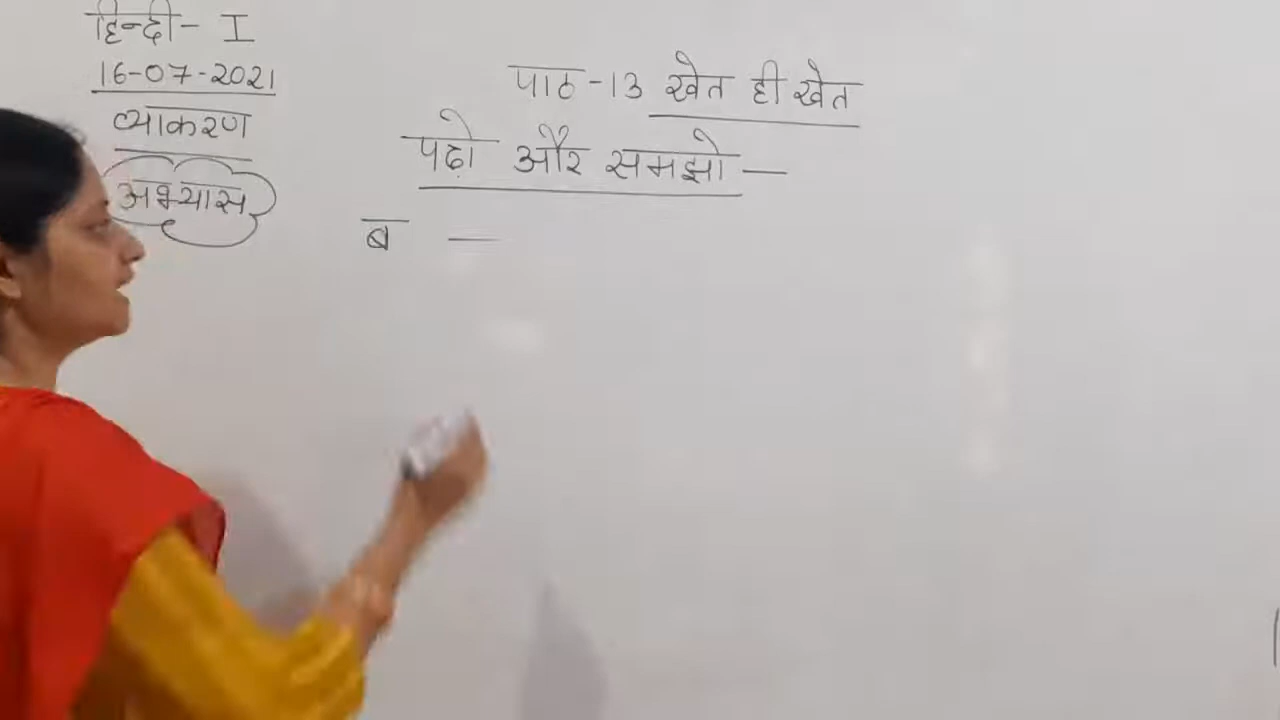 हिन्दी- I
16-07-2021
व्याकरण
अभ्यास
पाठ -13 खेत ही खेत
पढ़ो और समझो —
ब —